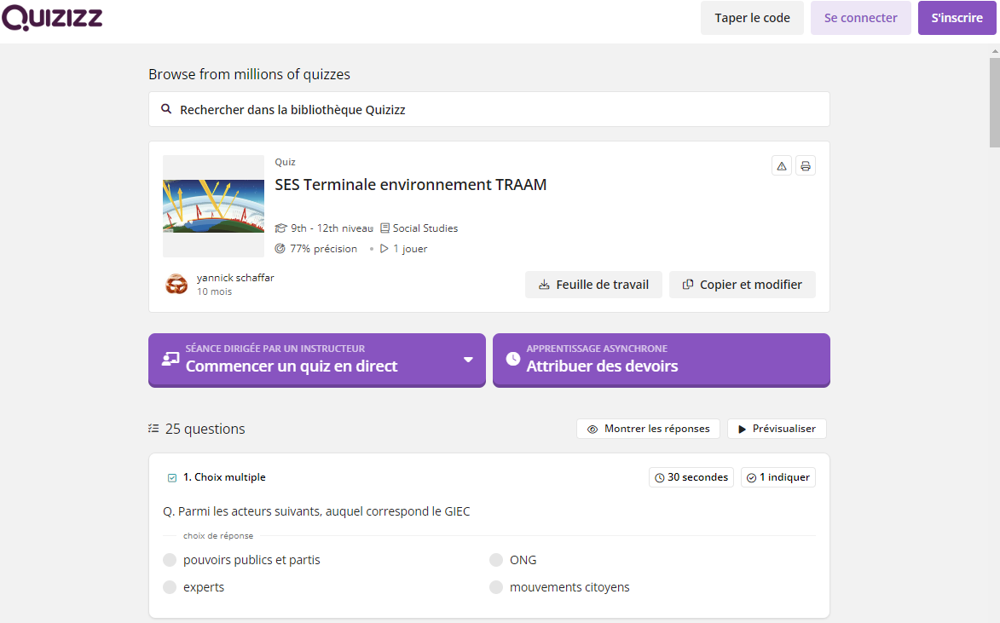 QUIZIZZ
Taper le code
Se connecter
S'inscrire
Browse from millions of quizzes
Rechercher dans la bibliothèque Quizizz
Quiz
SES Terminale environnement TRAAM
9th - 12th niveau
Social Studies
77% précision • 1 jouer
yannick schaffar
10 mois
Feuille de travail
Copier et modifier
SÉANCE DIRIGÉE PAR UN INSTRUCTEUR
Commencer un quiz en direct
APPRENTISSAGE ASYNCHRONE
Attribuer des devoirs
25 questions
Montrer les réponses
Prévisualiser
1. Choix multiple
30 secondes
1 indiquer
Q. Parmi les acteurs suivants, auquel correspond le GIEC
choix de réponse
pouvoirs publics et partis
ONG
experts
mouvements citoyens